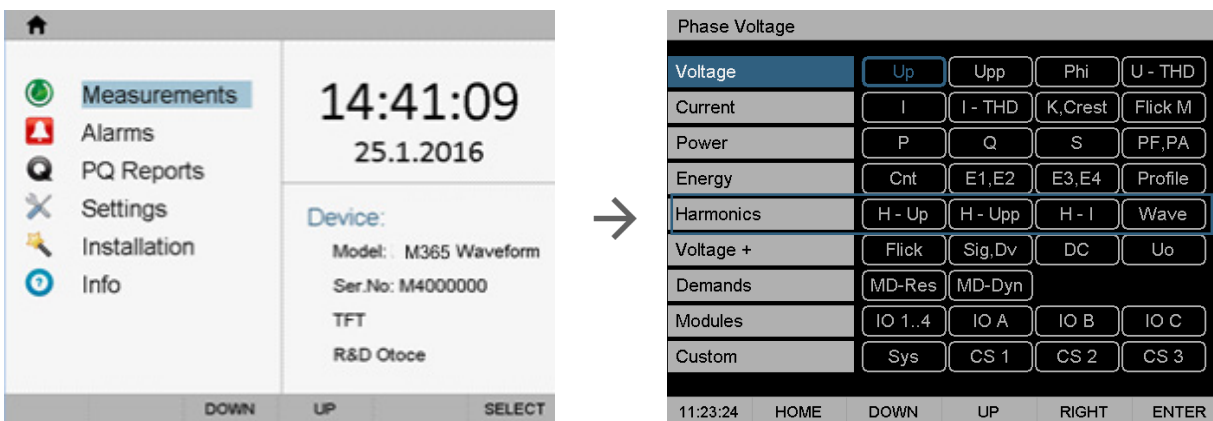 Measurements
Alarms
PQ Reports
Settings
Installation
Info
14:41:09
25.1.2016
Device:
Model: M365 Waveform
Ser.No: M4000000
TFT
R&D Otoce
DOWN UP SELECT
Phase Voltage
Voltage Up Upp Phi U - THD
Current I I - THD K,Crest Flick M
Power P Q S PF,PA
Energy Cnt E1,E2 E3,E4 Profile
Harmonics H - Up H - Upp H - I Wave
Voltage + Flick Sig,Dv DC Uo
Demands MD-Res MD-Dyn
Modules IO 1..4 IO A IO B IO C
Custom Sys CS 1 CS 2 CS 3
11:23:24 HOME DOWN UP RIGHT ENTER